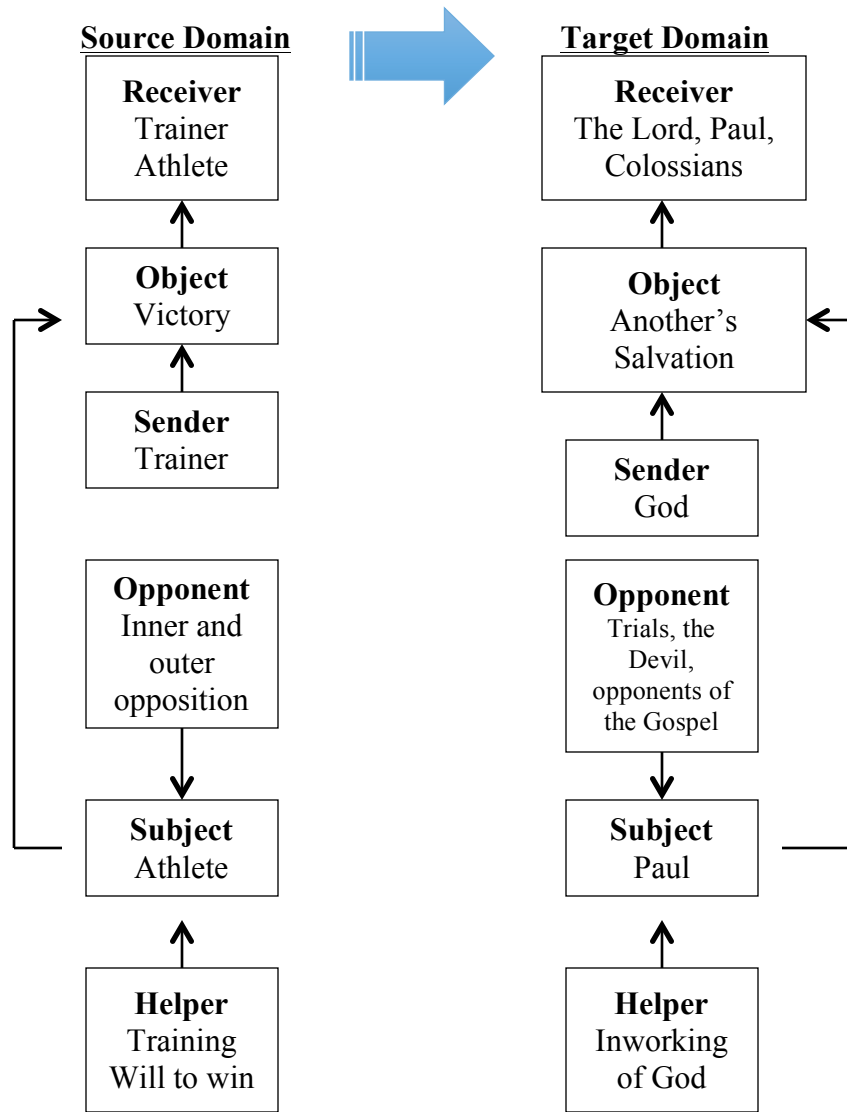 Source Domain
Receiver
Trainer
Athlete
Object
Victory
Sender
Trainer
Opponent
Inner and
outer
opposition
Subject
Athlete
Helper
Training
Will to win
Target Domain
Receiver
The Lord, Paul,
Colossians
Object
Another’s
Salvation
Sender
God
Opponent
Trials, the
Devil,
opponents of
the Gospel
Subject
Paul
Helper
Inworking
of God